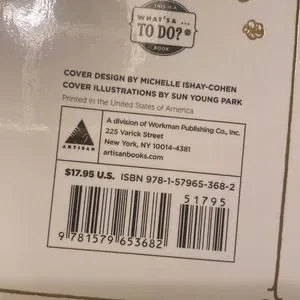 THIS IS A
WHAT'S A ...
TO DO?®
BOOK
COVER DESIGN BY MICHELLE ISHAY-COHEN
COVER ILLUSTRATIONS BY SUN YOUNG PARK
Printed in the United States of America
ARTISAN
A division of Workman Publishing Co., Inc.
225 Varick Street
New York, NY 10014-4381
artisanbooks.com
$17.95 U.S. ISBN 978-1-57965-368-2
51795
9 781579 653682